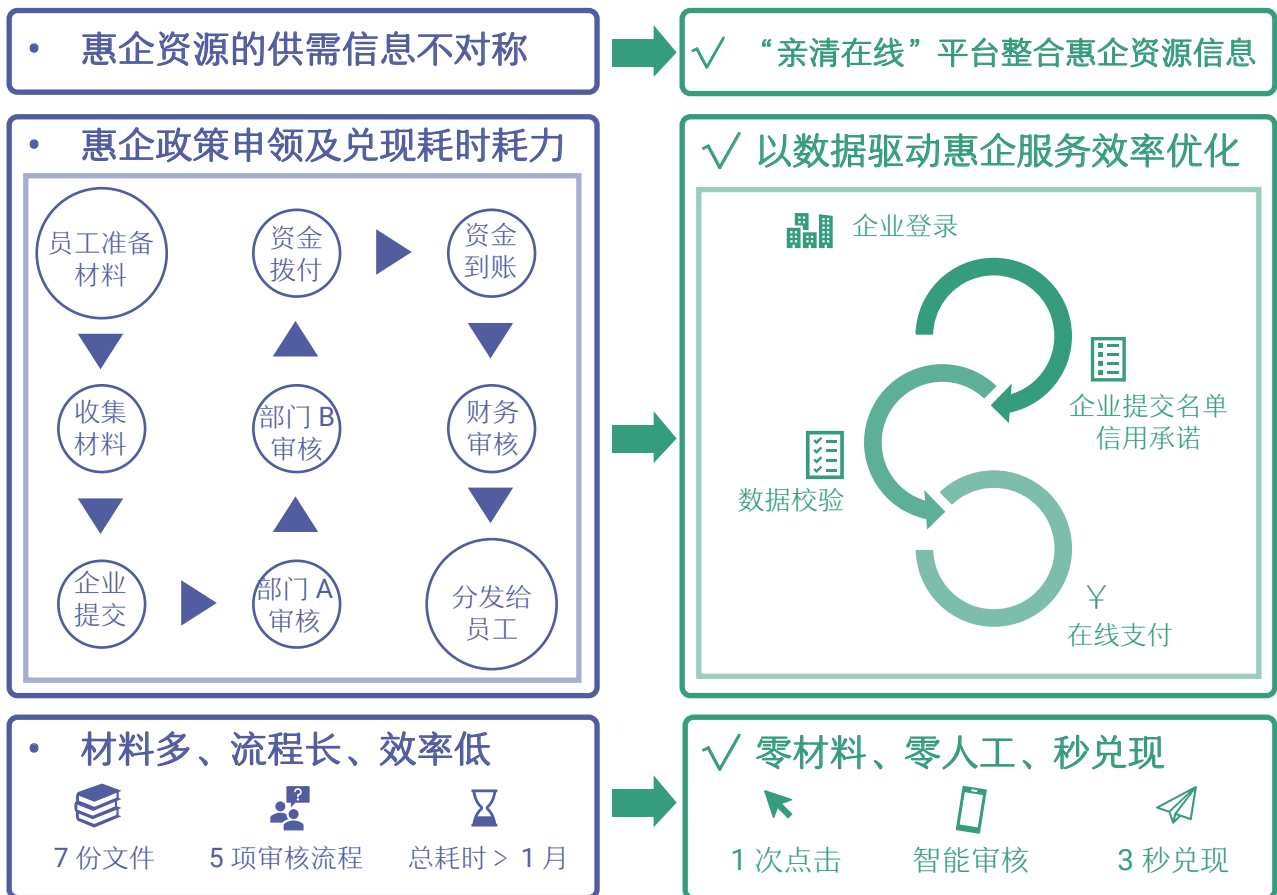 • 惠企资源的供需信息不对称
√ “亲清在线”平台整合惠企资源信息
• 惠企政策申领及兑现耗时耗力
员工准备
材料
收集
材料
企业
提交
部门 A
审核
部门 B
审核
资金
拨付
资金
到账
财务
审核
分发给
员工
√ 以数据驱动惠企服务效率优化
企业登录
企业提交名单
信用承诺
数据校验
¥
在线支付
• 材料多、流程长、效率低
?
7 份文件
5 项审核流程
总耗时 > 1 月
√ 零材料、零人工、秒兑现
1 次点击
智能审核
3 秒兑现